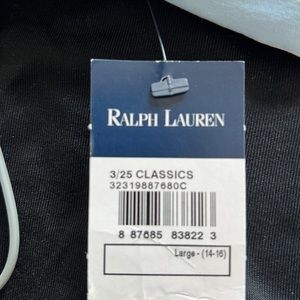 RALPH LAUREN
3/25 CLASSICS
32319887680C
8 87685 83822 3
Large - (14-16)